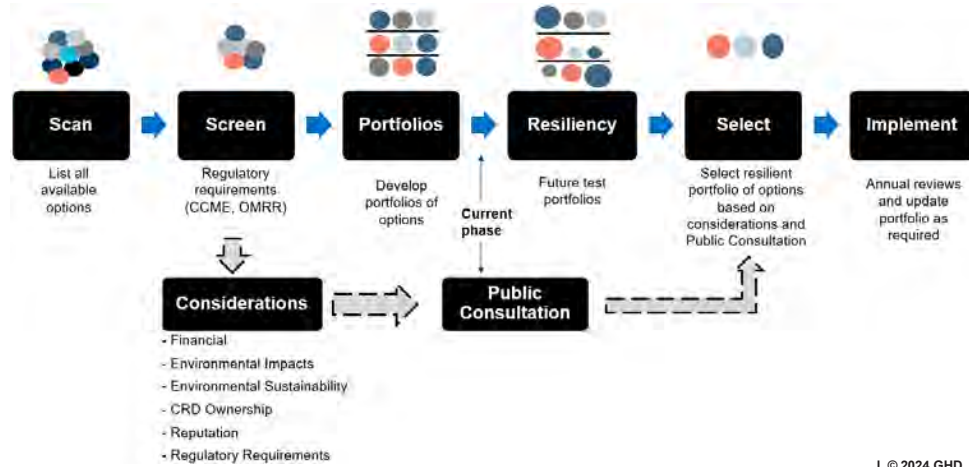 Scan
Screen
Portfolios
Resiliency
Select
Implement
List all
available
options
Regulatory
requirements
(CCME, OMRR)
Develop
portfolios of
options
Current
phase
Future test
portfolios
Select resilient
portfolio of options
based on
considerations and
Public Consultation
Annual reviews
and update
portfolio as
required
Considerations
Public
Consultation
- Financial
- Environmental Impacts
- Environmental Sustainability
- CRD Ownership
- Reputation
- Regulatory Requirements
© 2024 GHD